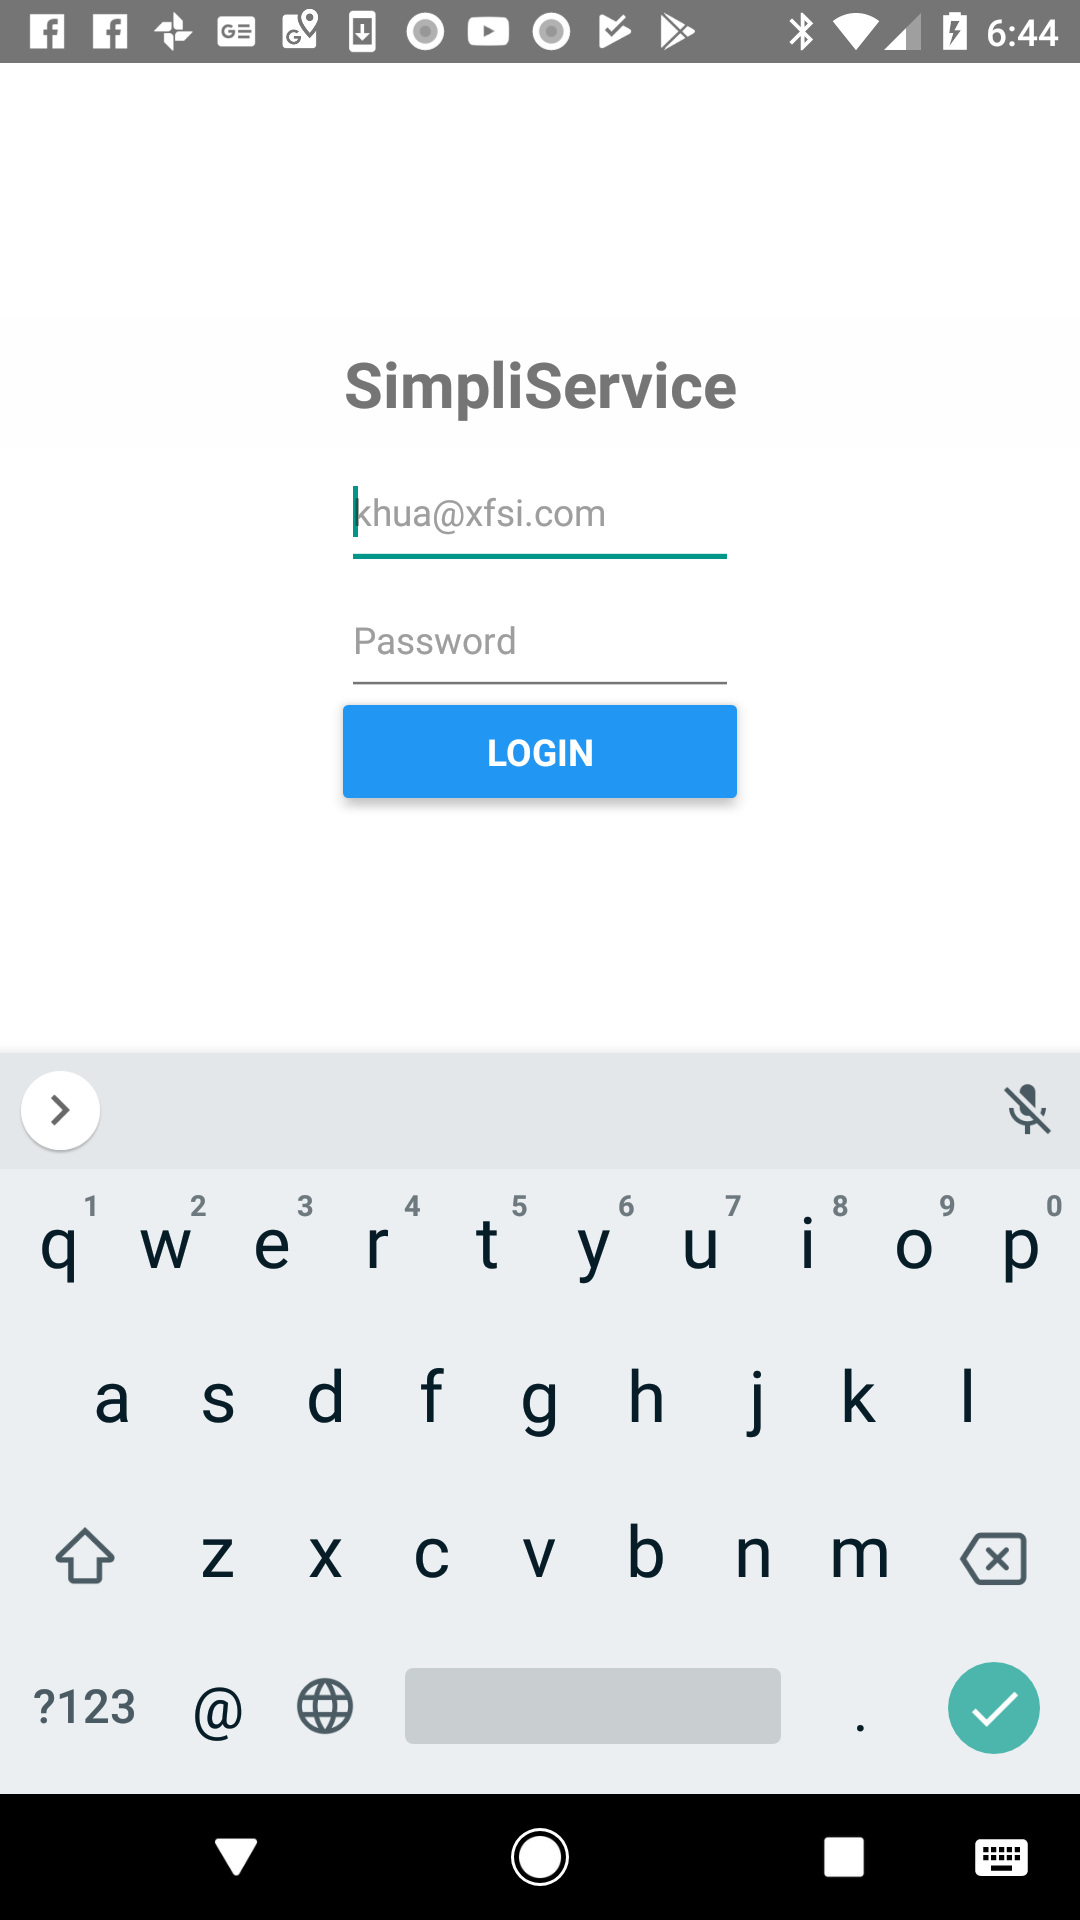 6:44
SimpliService
khua@xfsi.com
Password
LOGIN
1 2 3 4 5 6 7 8 9 0
q w e r t y u i o p
a s d f g h j k l
z x c v b n m
?123 @ .